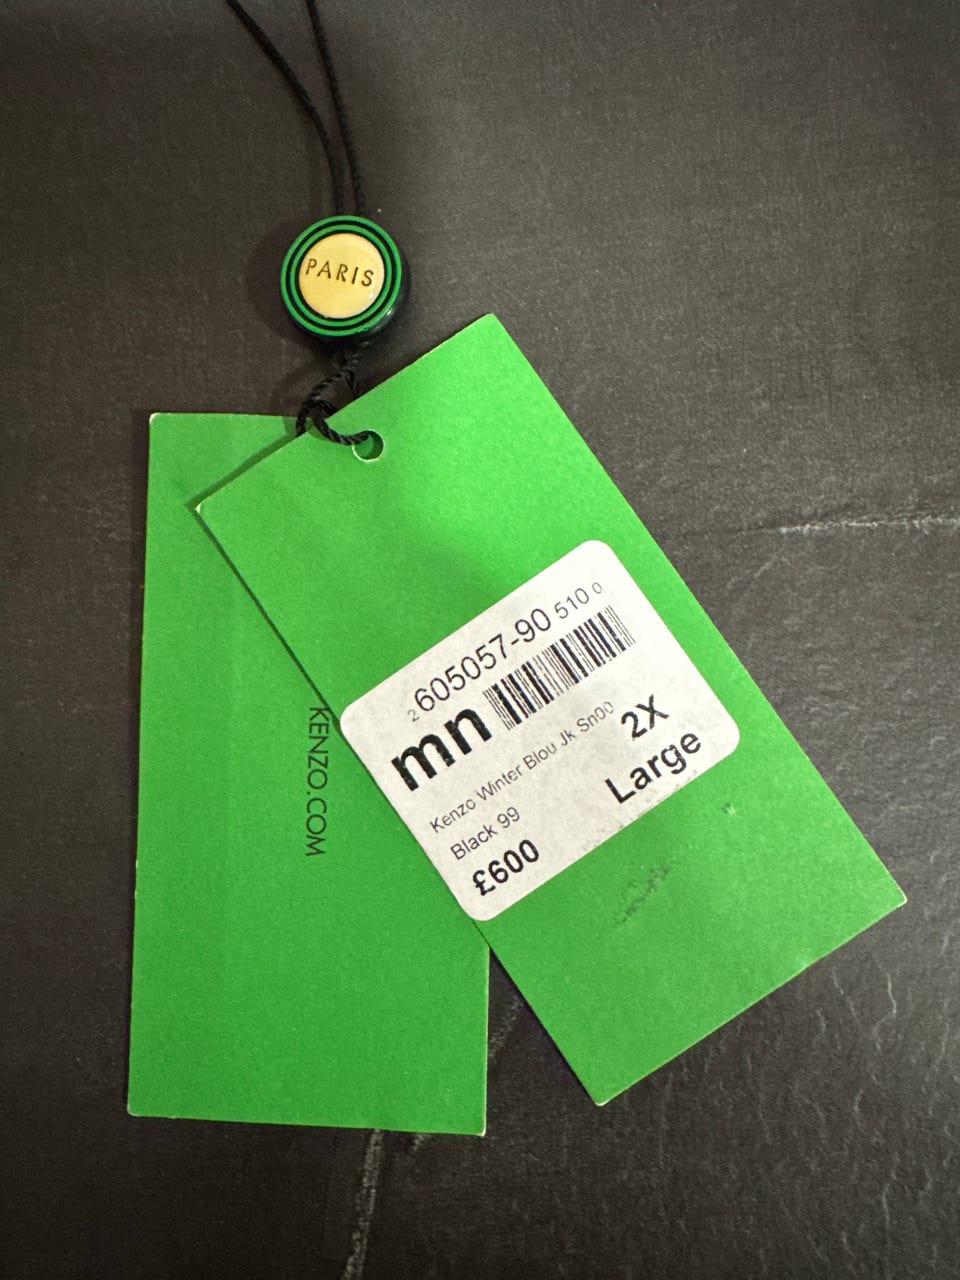 PARIS
KENZO.COM
2 605057-90 510 0
mn
Kenzo Winter Blou Jk Sn00
Black 99
£600
2X
Large